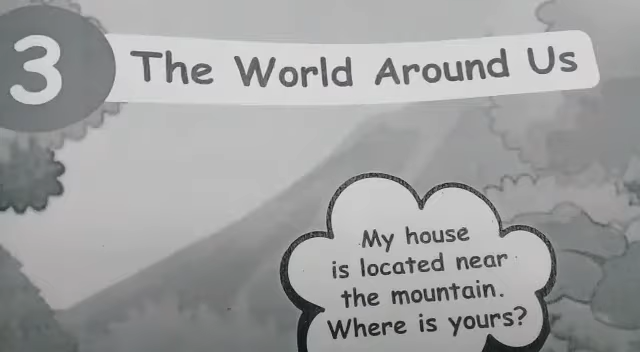 3 The World Around Us
My house
is located near
the mountain.
Where is yours?